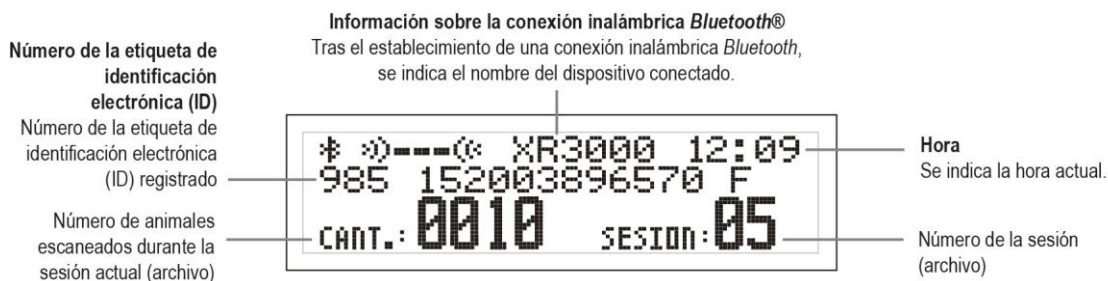 Información sobre la conexión inalámbrica Bluetooth®
Tras el establecimiento de una conexión inalámbrica Bluetooth,
se indica el nombre del dispositivo conectado.
Número de la etiqueta de
identificación
electrónica (ID)
Número de la etiqueta de
identificación electrónica
(ID) registrado
Número de animales
escaneados durante la
sesión actual (archivo)
XR3000 12:09
985 152003896570 F
CANT.: 0010 SESION: 05
Hora
Se indica la hora actual.
Número de la sesión
(archivo)